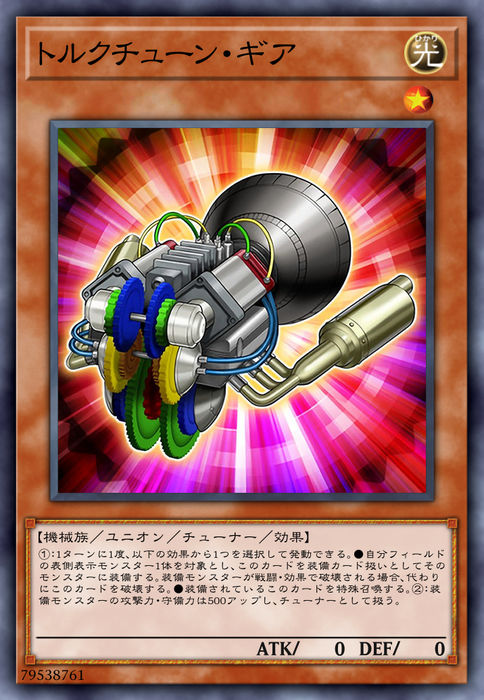 トルクチューン・ギア
ひかり
光
【機械族／ユニオン／チューナー／効果】
①：1ターンに1度、以下の効果から1つを選択して発動できる。●自分フィールド
の表側表示モンスター1体を対象とし、このカードを装備カード扱いとしてその
モンスターに装備する。装備モンスターが戦闘・効果で破壊される場合、代わり
にこのカードを破壊する。●装備されているこのカードを特殊召喚する。②：装
備モンスターの攻撃力・守備力は500アップし、チューナーとして扱う。
ATK/ 0 DEF/ 0
79538761